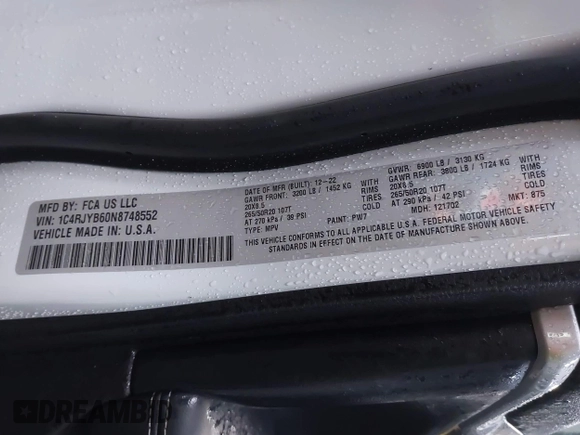 MFD BY: FCA US LLC
VIN: 1C4RJYB60N8748552
VEHICLE MADE IN: U.S.A.
DATE OF MFR (BUILT): 12-22
GAWR FRONT: 3200 LB / 1452 KG
WITH
20X8.5
RIMS
265/50R20 107T
TIRES
AT 270 kPa / 39 PSI
COLD
TYPE: MPV
PAINT: PW7
GVWR: 6900 LB / 3130 KG
GAWR REAR: 3800 LB / 1724 KG
WITH
20X8.5
RIMS
265/50R20 107T
TIRES
AT 290 kPa / 42 PSI
COLD
MDH: 121702
MKT: 875
THIS VEHICLE CONFORMS TO ALL APPLICABLE U.S.A. FEDERAL MOTOR VEHICLE SAFETY
STANDARDS IN EFFECT ON THE DATE OF MANUFACTURE SHOWN ABOVE
DREAMBID